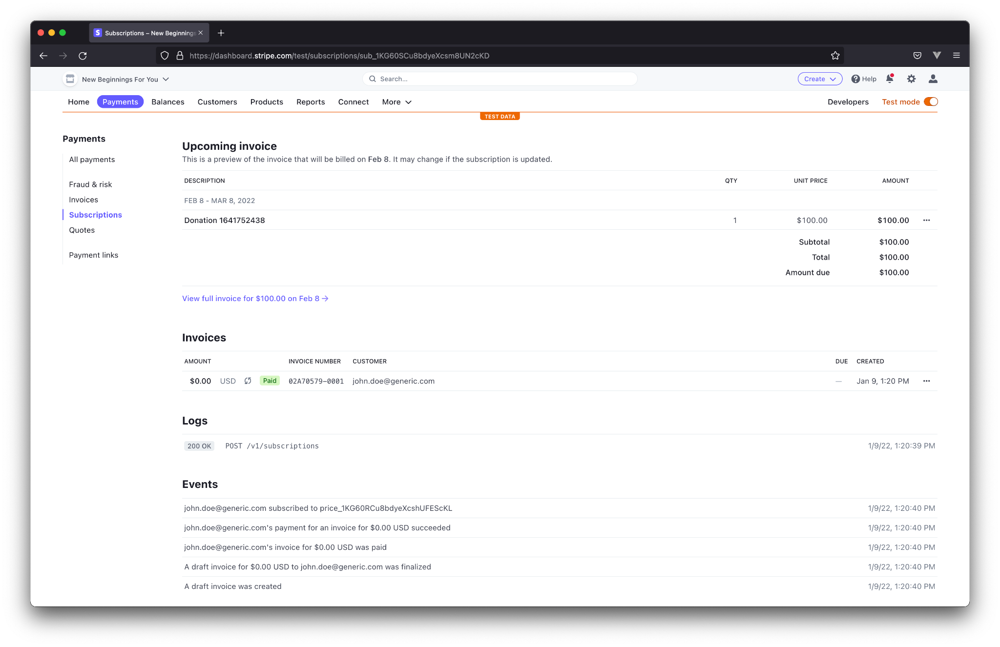 Subscriptions – New Beginnings
https://dashboard.stripe.com/test/subscriptions/sub_1KG60SCu8bdyeXcsm8UN2cKD
New Beginnings For You
Search...
Create
Help
Home Payments Balances Customers Products Reports Connect More
Developers Test mode
TEST DATA
Payments
All payments
Fraud & risk
Invoices
Subscriptions
Quotes
Payment links
Upcoming invoice
This is a preview of the invoice that will be billed on Feb 8. It may change if the subscription is updated.
DESCRIPTION QTY UNIT PRICE AMOUNT
FEB 8 - MAR 8, 2022
Donation 1641752438 1 $100.00 $100.00
Subtotal $100.00
Total $100.00
Amount due $100.00
View full invoice for $100.00 on Feb 8 →
Invoices
AMOUNT INVOICE NUMBER CUSTOMER DUE CREATED
$0.00 USD Paid 02A70579-0001 john.doe@generic.com — Jan 9, 1:20 PM
Logs
200 OK POST /v1/subscriptions 1/9/22, 1:20:39 PM
Events
john.doe@generic.com subscribed to price_1KG60RCu8bdyeXcshUFEScKL 1/9/22, 1:20:40 PM
john.doe@generic.com's payment for an invoice for $0.00 USD succeeded 1/9/22, 1:20:40 PM
john.doe@generic.com's invoice for $0.00 USD was paid 1/9/22, 1:20:40 PM
A draft invoice for $0.00 USD to john.doe@generic.com was finalized 1/9/22, 1:20:40 PM
A draft invoice was created 1/9/22, 1:20:40 PM